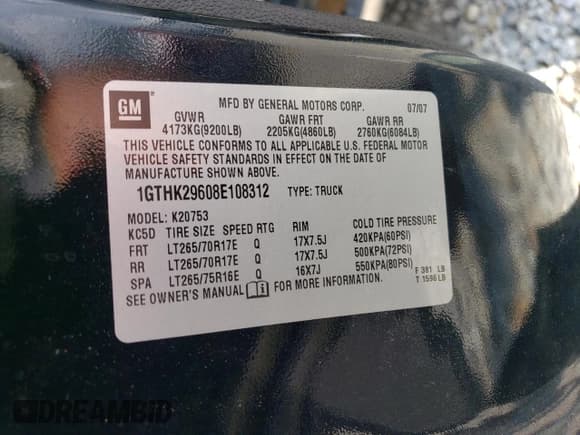 GM
MFD BY GENERAL MOTORS CORP. 07/07
GVWR GAWR FRT GAWR RR
4173KG(9200LB) 2205KG(4860LB) 2760KG(6084LB)
THIS VEHICLE CONFORMS TO ALL APPLICABLE U.S. FEDERAL MOTOR
VEHICLE SAFETY STANDARDS IN EFFECT ON THE DATE OF
MANUFACTURE SHOWN ABOVE.
1GTHK29608E108312 TYPE: TRUCK
MODEL: K20753
KC5D TIRE SIZE SPEED RTG RIM COLD TIRE PRESSURE
FRT LT265/70R17E Q 17X7.5J 420KPA(60PSI)
RR LT265/70R17E Q 17X7.5J 500KPA(72PSI)
SPA LT265/75R16E Q 16X7J 550KPA(80PSI)
SEE OWNER'S MANUAL FOR MORE INFORMATION.
F 381 LB
T 1598 LB
DREAMBID